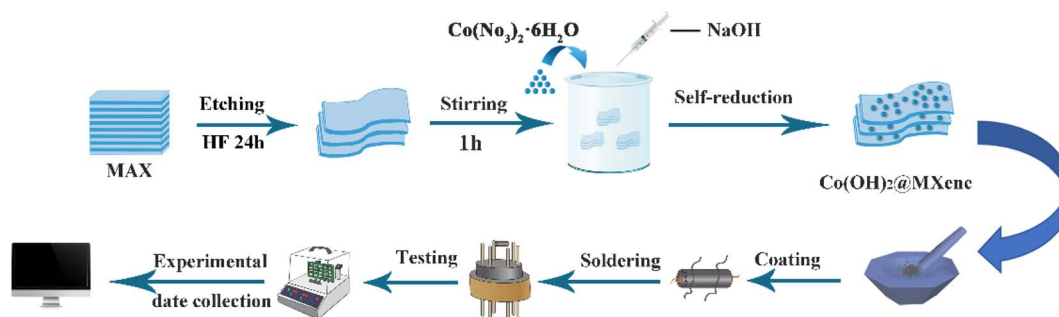 Co(No₃)₂·6H₂O
NaOH
Etching
HF 24h
Stirring
1h
Self-reduction
MAX
Co(OH)₂@MXenc
Experimental
date collection
Testing
Soldering
Coating